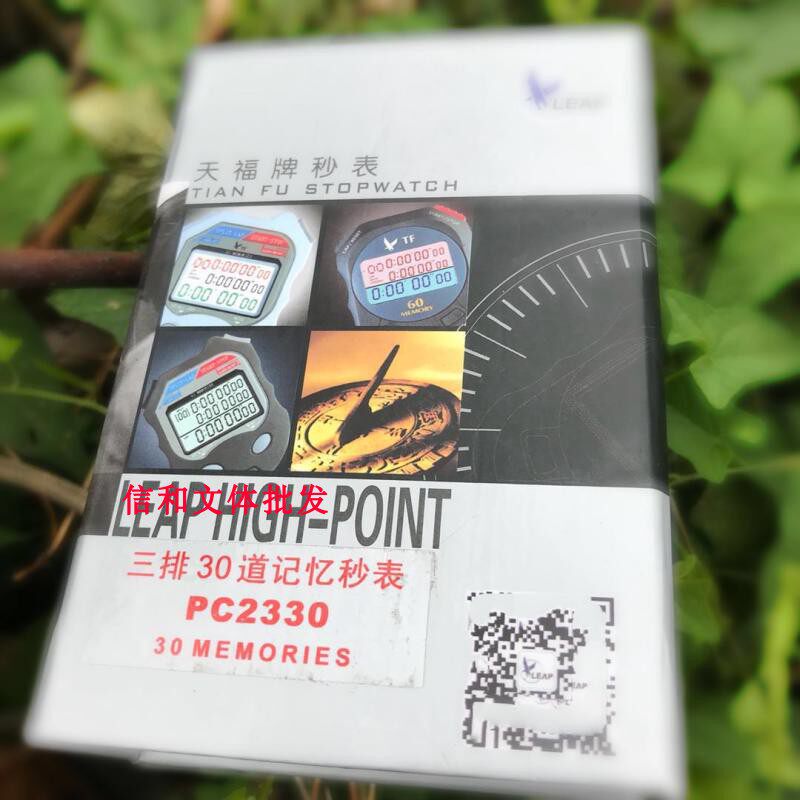 LEAP
天福牌秒表
TIAN FU STOPWATCH
TF
60
MEMORY
信和文体批发
LEAP HIGH-POINT
三排30道记忆秒表
PC2330
30 MEMORIES
LEAP